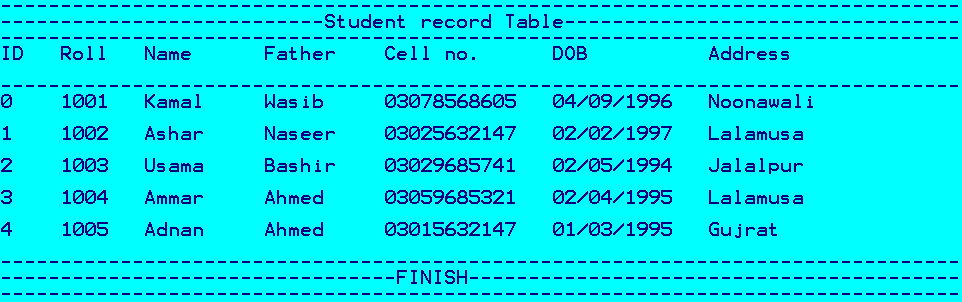 Student record Table
ID Roll Name Father Cell no. DOB Address
0 1001 Kamal Wasib 03078568605 04/09/1996 Noonawali
1 1002 Ashar Naseer 03025632147 02/02/1997 Lalamusa
2 1003 Usama Bashir 03029685741 02/05/1994 Jalalpur
3 1004 Ammar Ahmed 03059685321 02/04/1995 Lalamusa
4 1005 Adnan Ahmed 03015632147 01/03/1995 Gujrat
FINISH